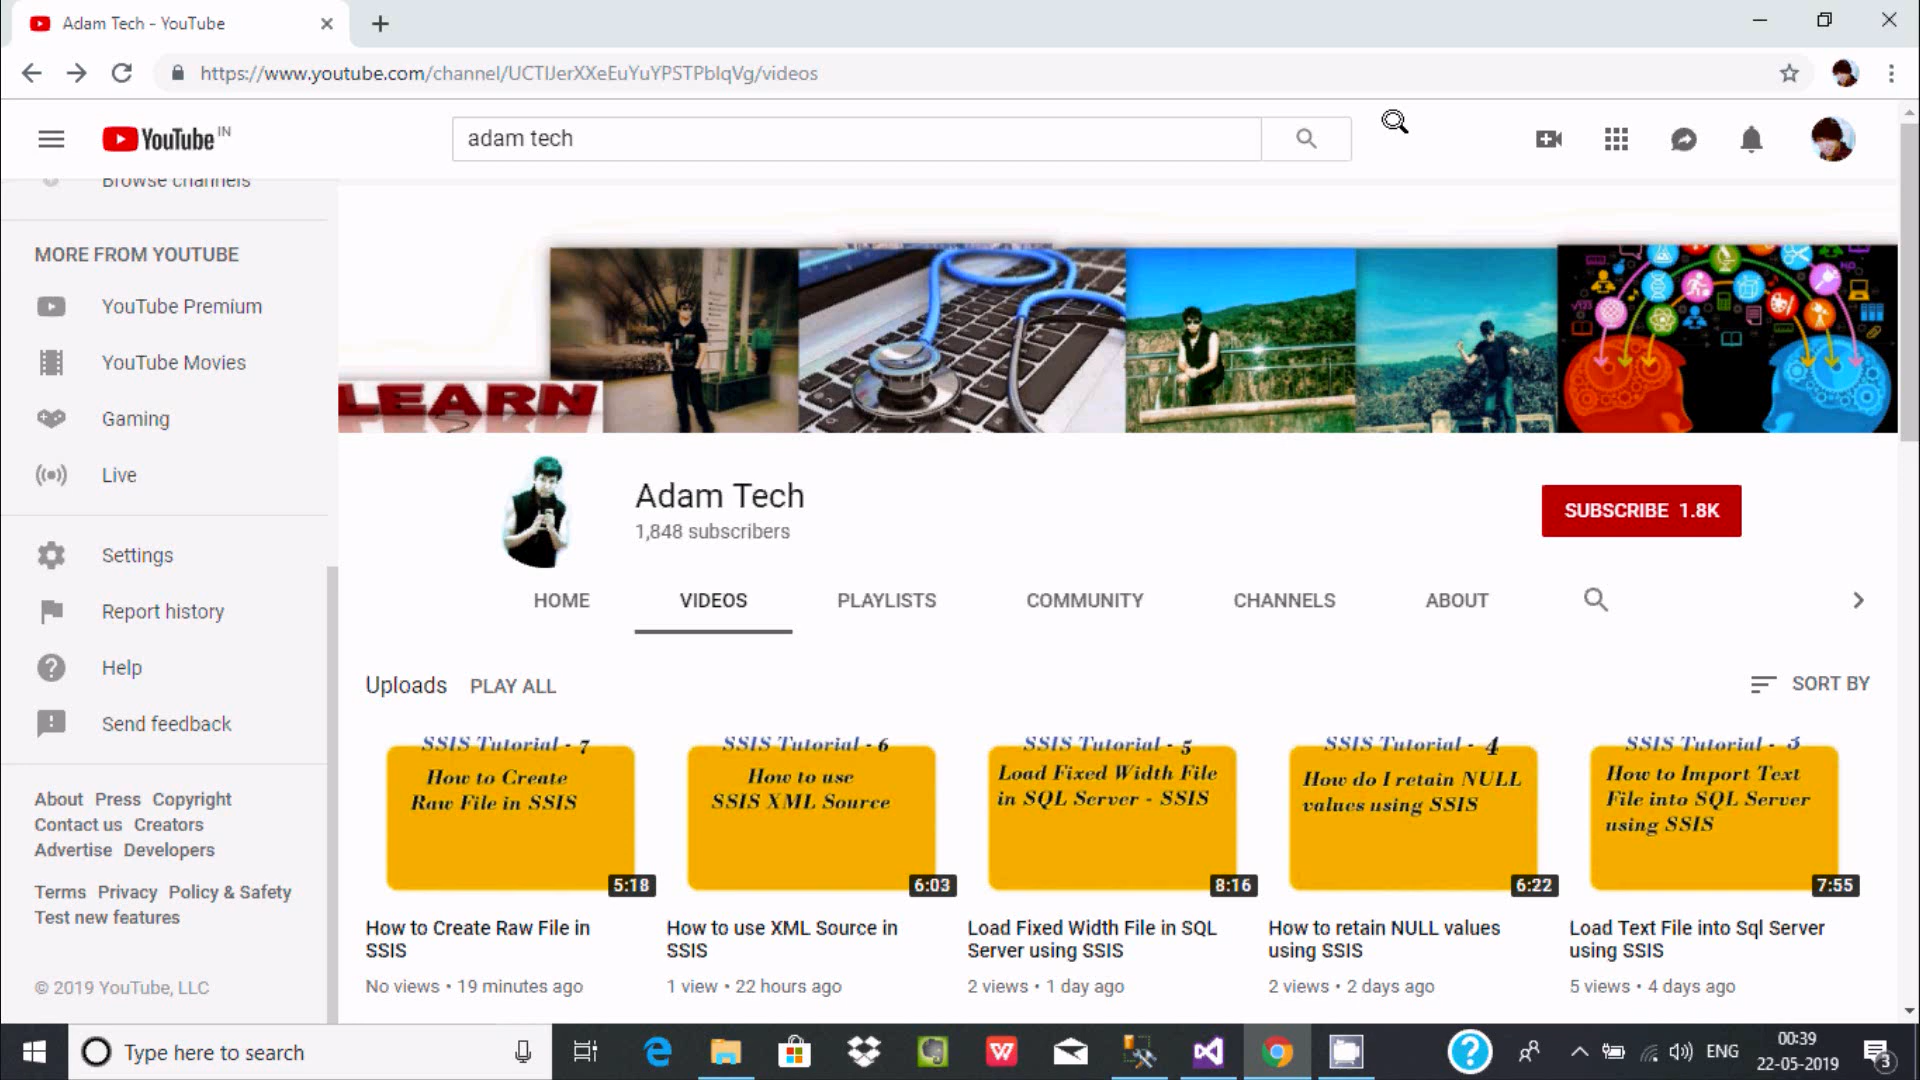 Adam Tech - YouTube
https://www.youtube.com/channel/UCTlJerXXeEuYuYPSTPblqVg/videos
YouTube IN
adam tech
Browse channels
MORE FROM YOUTUBE
YouTube Premium
YouTube Movies
Gaming
Live
Settings
Report history
Help
Send feedback
About Press Copyright
Contact us Creators
Advertise Developers
Terms Privacy Policy & Safety
Test new features
© 2019 YouTube, LLC
LEARN
Adam Tech
1,848 subscribers
SUBSCRIBE 1.8K
HOME VIDEOS PLAYLISTS COMMUNITY CHANNELS ABOUT
Uploads PLAY ALL
SORT BY
SSIS Tutorial - 7
How to Create
Raw File in SSIS
5:18
How to Create Raw File in
SSIS
No views • 19 minutes ago
SSIS Tutorial - 6
How to use
SSIS XML Source
6:03
How to use XML Source in
SSIS
1 view • 22 hours ago
SSIS Tutorial - 5
Load Fixed Width File
in SQL Server - SSIS
8:16
Load Fixed Width File in SQL
Server using SSIS
2 views • 1 day ago
SSIS Tutorial - 4
How do I retain NULL
values using SSIS
6:22
How to retain NULL values
using SSIS
2 views • 2 days ago
SSIS Tutorial - 3
How to Import Text
File into SQL Server
using SSIS
7:55
Load Text File into Sql Server
using SSIS
5 views • 4 days ago
Type here to search
ENG
00:39
22-05-2019
3